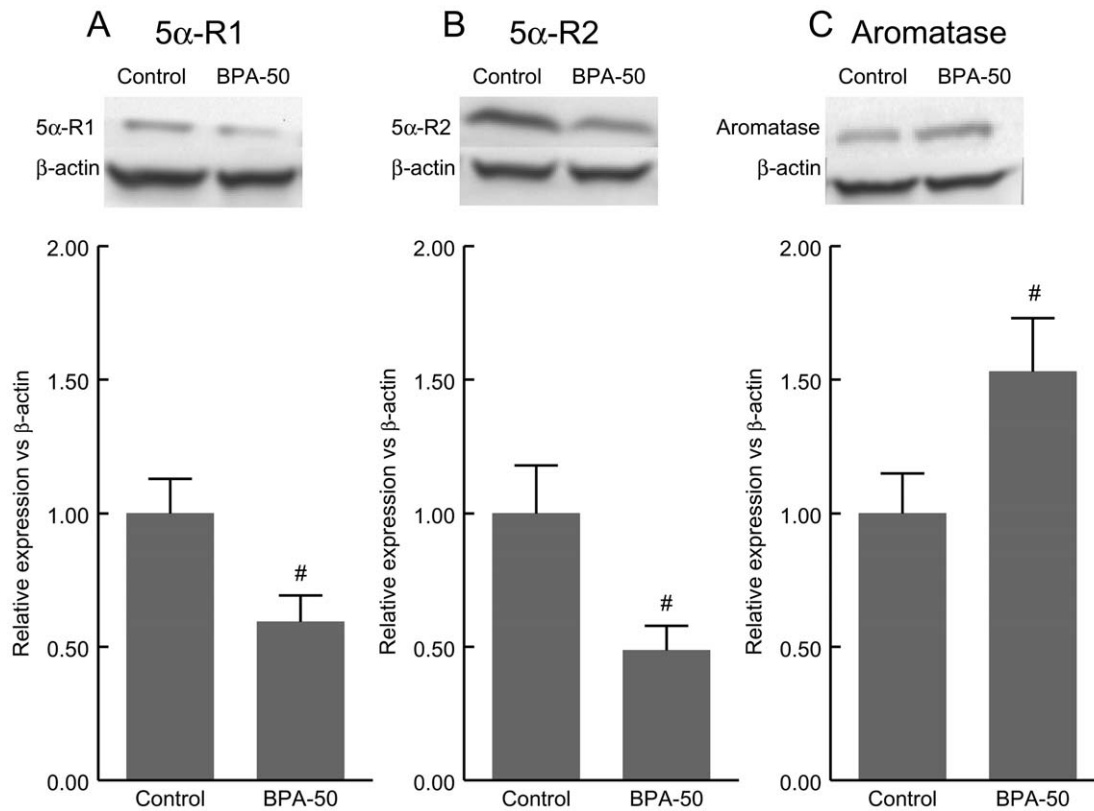 A 5α-R1
Control BPA-50
5α-R1
β-actin
Relative expression vs β-actin
2.00
1.50
1.00
0.50
0.00
#
Control BPA-50
B 5α-R2
Control BPA-50
5α-R2
β-actin
Relative expression vs β-actin
2.00
1.50
1.00
0.50
0.00
#
Control BPA-50
C Aromatase
Control BPA-50
Aromatase
β-actin
Relative expression vs β-actin
2.00
1.50
1.00
0.50
0.00
#
Control BPA-50